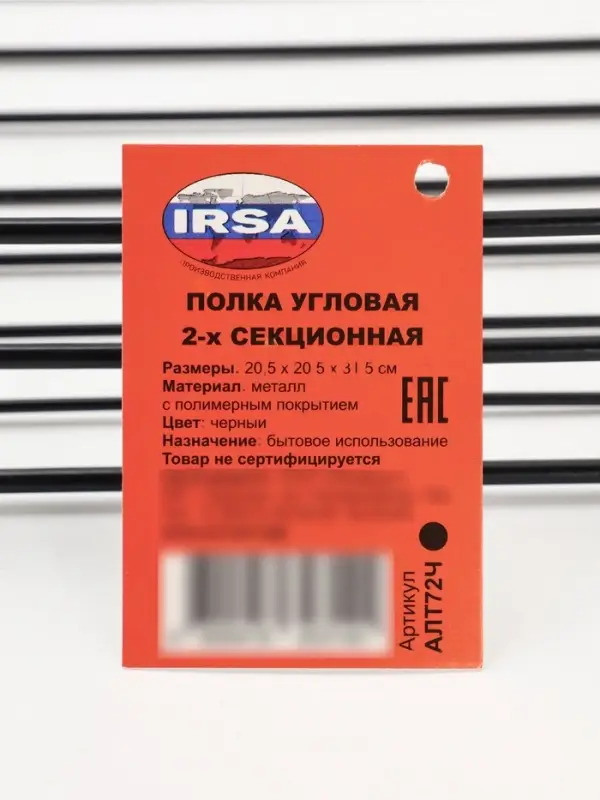 IRSA
ПРОИЗВОДСТВЕННАЯ КОМПАНИЯ
ПОЛКА УГЛОВАЯ
2-х СЕКЦИОННАЯ
Размеры. 20,5 х 20 5 х 31 5 см
Материал. металл
с полимерным покрытием
Цвет: черный
Назначение: бытовое использование
Товар не сертифицируется
EAC
Артикул
АЛТ72Ч